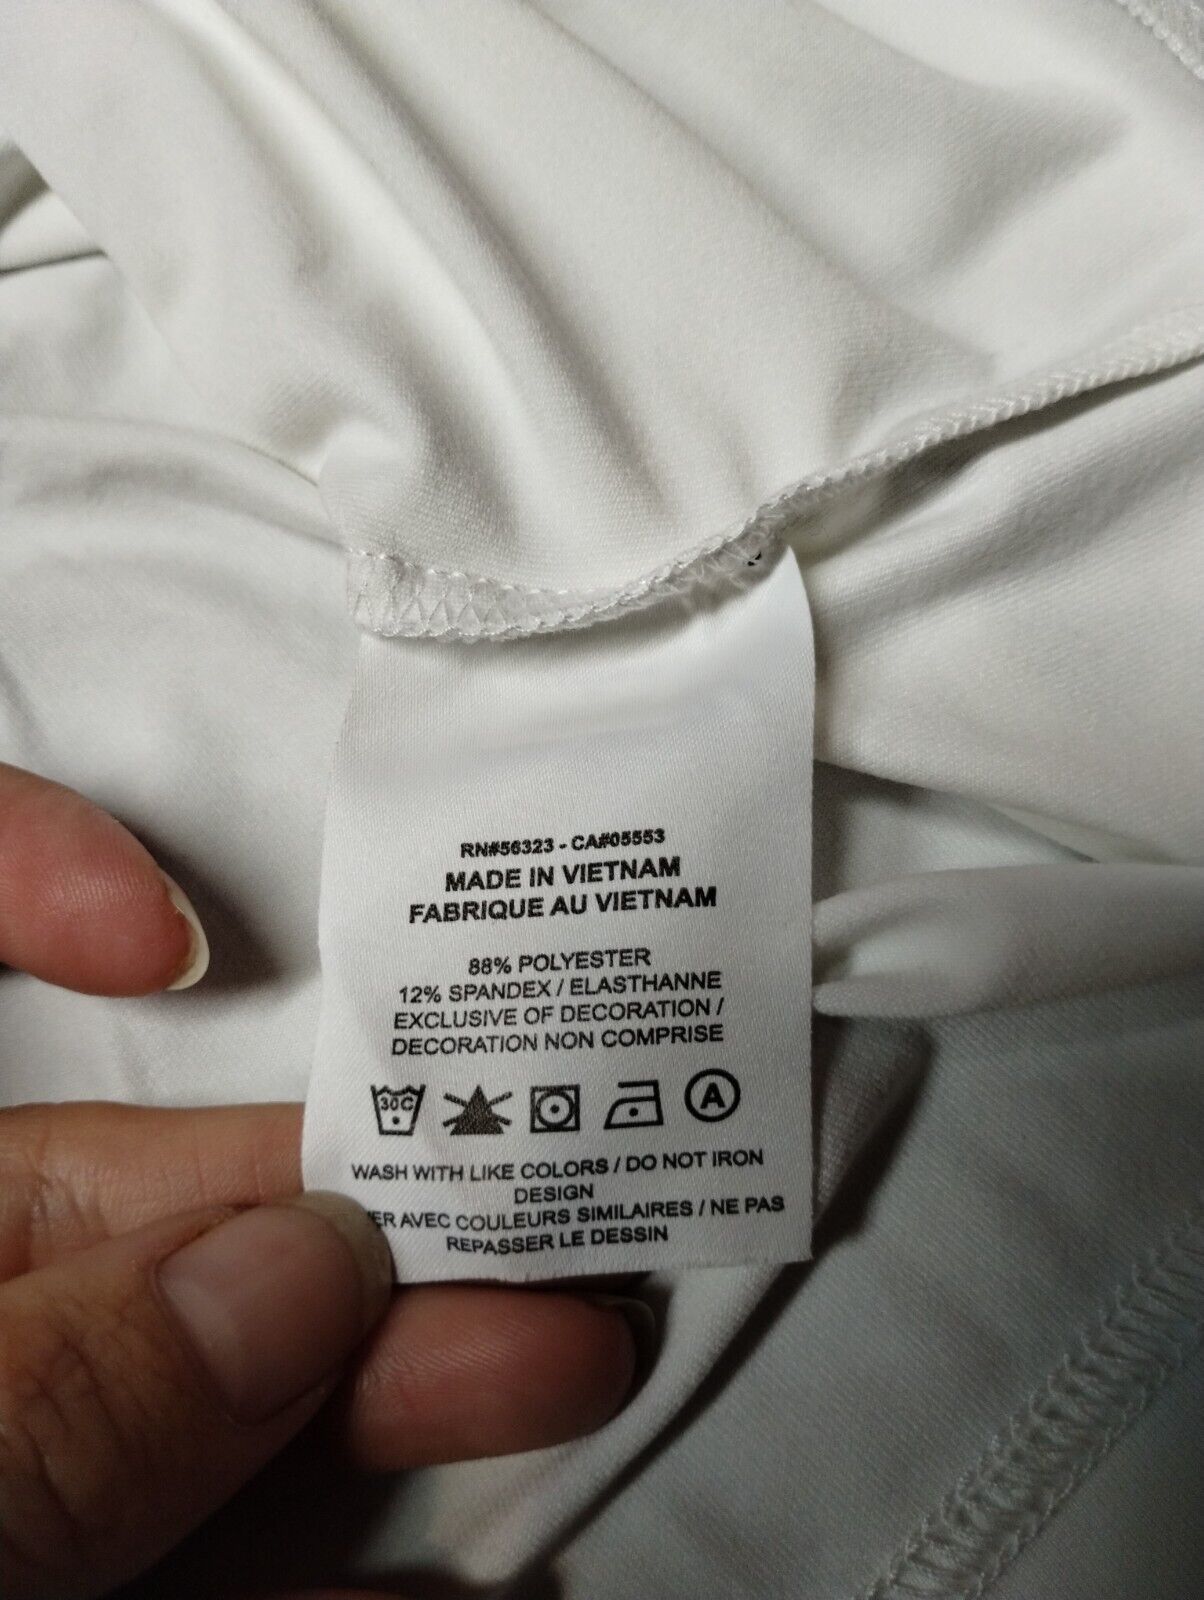 RN#56323 - CA#05553
MADE IN VIETNAM
FABRIQUE AU VIETNAM
88% POLYESTER
12% SPANDEX / ELASTHANNE
EXCLUSIVE OF DECORATION /
DECORATION NON COMPRISE
30C A
WASH WITH LIKE COLORS / DO NOT IRON
DESIGN
AVEC COULEURS SIMILAIRES / NE PAS
REPASSER LE DESSIN